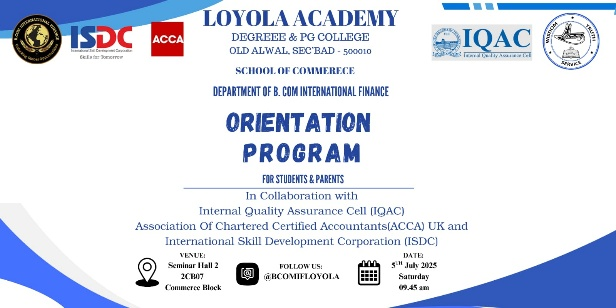 LOYOLA ACADEMY
DEGREEE & PG COLLEGE
OLD ALWAL, SEC'BAD - 500010
ISDC
International Skill Development Corporation
Skills for Tomorrow
ACCA
IQAC
Internal Quality Assurance Cell
SERVICE
SCHOOL OF COMMERECE
DEPARTMENT OF B. COM INTERNATIONAL FINANCE
ORIENTATION
PROGRAM
FOR STUDENTS & PARENTS
In Collaboration with
Internal Quality Assurance Cell (IQAC)
Association Of Chartered Certified Accountants(ACCA) UK and
International Skill Development Corporation (ISDC)
VENUE:
Seminar Hall 2
2CB07
Commerce Block
FOLLOW US:
@BCOMIFLOYOLA
DATE:
5TH July 2025
Saturday
09.45 am